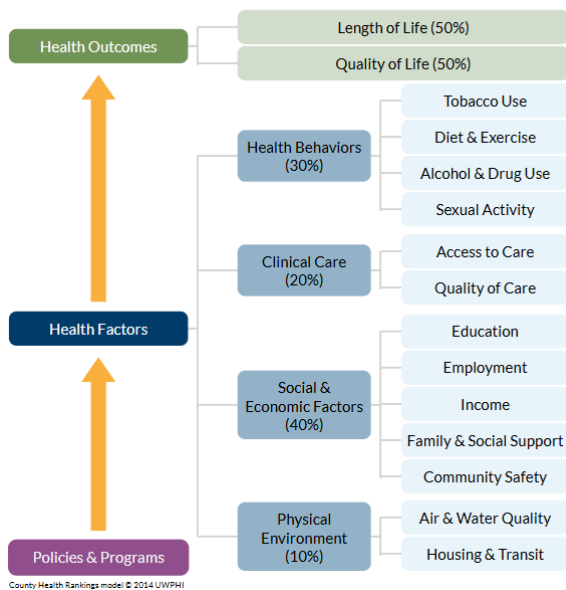 Health Outcomes
Length of Life (50%)
Quality of Life (50%)
Health Behaviors
(30%)
Tobacco Use
Diet & Exercise
Alcohol & Drug Use
Sexual Activity
Clinical Care
(20%)
Access to Care
Quality of Care
Health Factors
Social &
Economic Factors
(40%)
Education
Employment
Income
Family & Social Support
Community Safety
Physical
Environment
(10%)
Air & Water Quality
Housing & Transit
Policies & Programs
County Health Rankings model © 2014 UWPHI